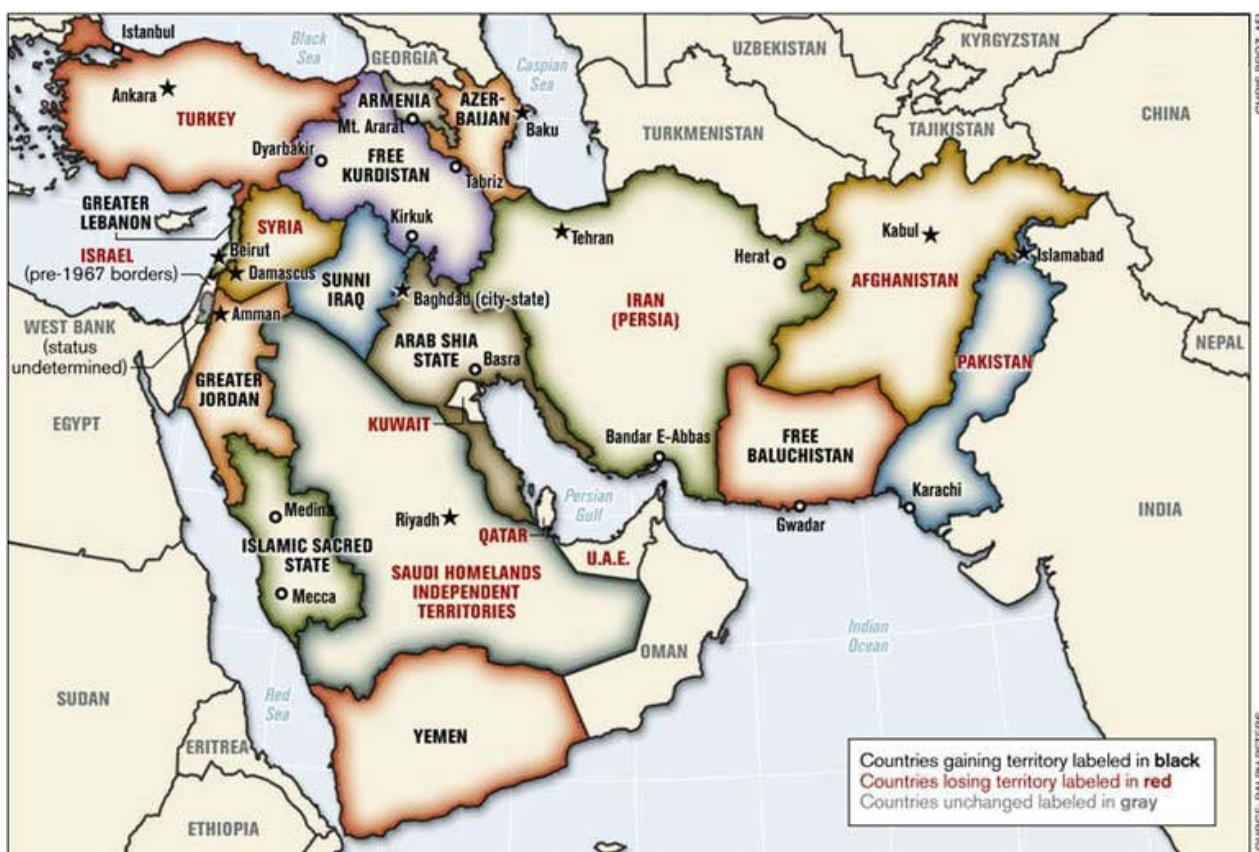 Istanbul
Black
Sea
GEORGIA
Caspian
Sea
UZBEKISTAN
KYRGYZSTAN
Ankara
TURKEY
ARMENIA
Mt. Ararat
AZER-
BAIJAN
Baku
TURKMENISTAN
TAJIKISTAN
CHINA
Dyarbakir
FREE
KURDISTAN
Tabriz
GREATER
LEBANON
SYRIA
Kirkuk
Tehran
Herat
Kabul
Islamabad
ISRAEL
(pre-1967 borders)
Beirut
Damascus
SUNNI
IRAQ
Baghdad (city-state)
IRAN
(PERSIA)
AFGHANISTAN
WEST BANK
(status
undetermined)
Amman
ARAB SHIA
STATE
Basra
PAKISTAN
NEPAL
GREATER
JORDAN
EGYPT
KUWAIT
Bandar E-Abbas
FREE
BALUCHISTAN
Persian
Gulf
Gwadar
Karachi
INDIA
Medina
ISLAMIC SACRED
STATE
Mecca
Riyadh
QATAR
U.A.E.
SAUDI HOMELANDS
INDEPENDENT
TERRITORIES
OMAN
Indian
Ocean
SUDAN
Red
Sea
ERITREA
YEMEN
ETHIOPIA
Countries gaining territory labeled in black
Countries losing territory labeled in red
Countries unchanged labeled in gray